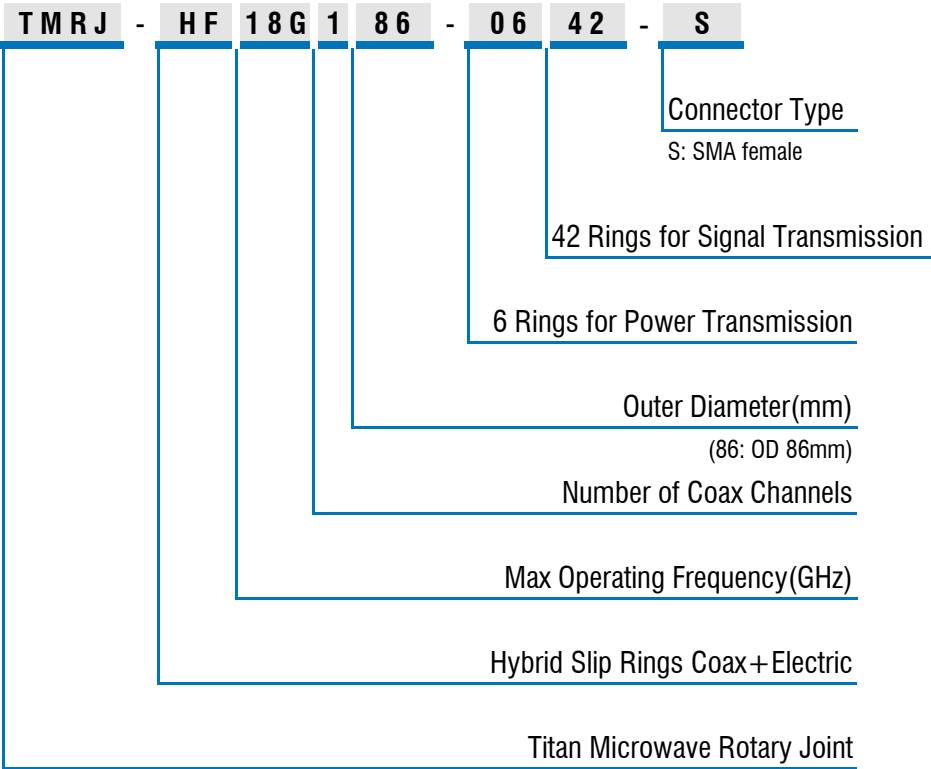 TMRJ - HF 18G 1 86 - 06 42 - S
Connector Type
S: SMA female
42 Rings for Signal Transmission
6 Rings for Power Transmission
Outer Diameter(mm)
(86: OD 86mm)
Number of Coax Channels
Max Operating Frequency(GHz)
Hybrid Slip Rings Coax+Electric
Titan Microwave Rotary Joint